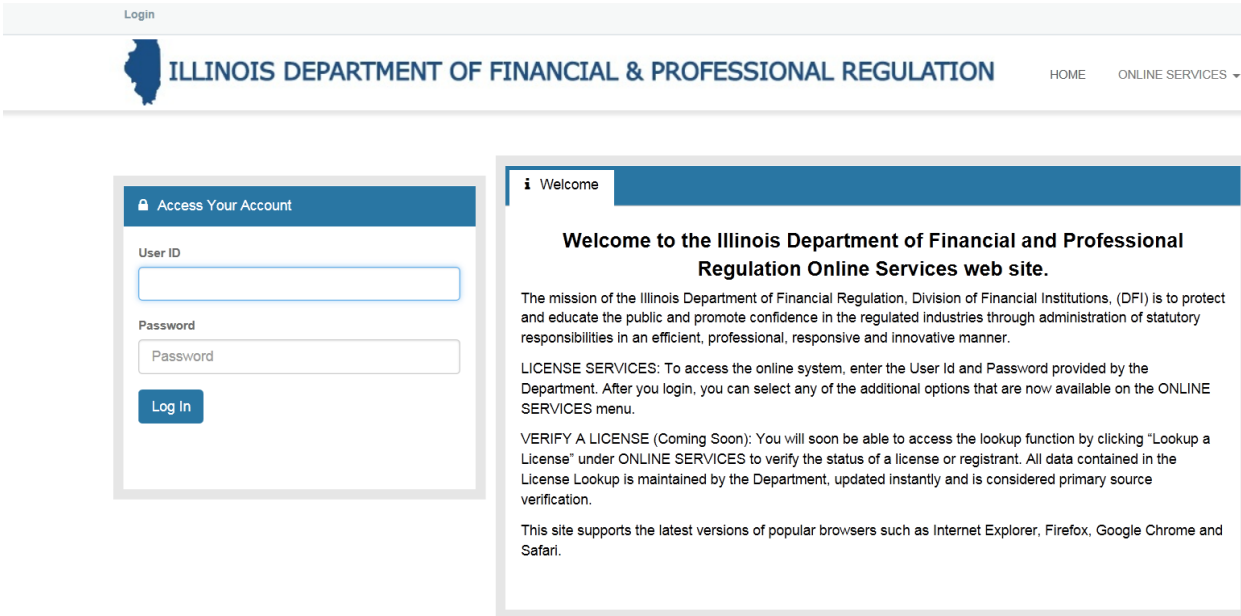 Login
ILLINOIS DEPARTMENT OF FINANCIAL & PROFESSIONAL REGULATION
HOME
ONLINE SERVICES
Access Your Account
User ID
Password
Password
Log In
i Welcome
Welcome to the Illinois Department of Financial and Professional
Regulation Online Services web site.
The mission of the Illinois Department of Financial Regulation, Division of Financial Institutions, (DFI) is to protect
and educate the public and promote confidence in the regulated industries through administration of statutory
responsibilities in an efficient, professional, responsive and innovative manner.
LICENSE SERVICES: To access the online system, enter the User Id and Password provided by the
Department. After you login, you can select any of the additional options that are now available on the ONLINE
SERVICES menu.
VERIFY A LICENSE (Coming Soon): You will soon be able to access the lookup function by clicking “Lookup a
License” under ONLINE SERVICES to verify the status of a license or registrant. All data contained in the
License Lookup is maintained by the Department, updated instantly and is considered primary source
verification.
This site supports the latest versions of popular browsers such as Internet Explorer, Firefox, Google Chrome and
Safari.